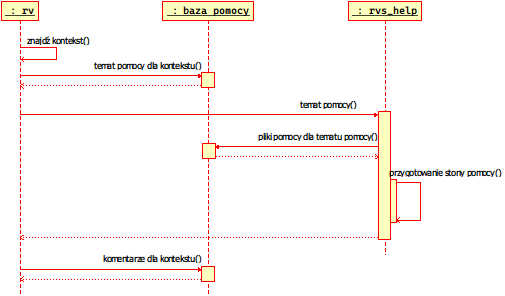 : rv
: baza pomocy
: rvs_help
znajdź kontekst()
temat pomocy dla kontekstu()
temat pomocy()
pliki pomocy dla tematu pomocy()
przygotowanie stony pomocy()
komentarze dla kontekstu()